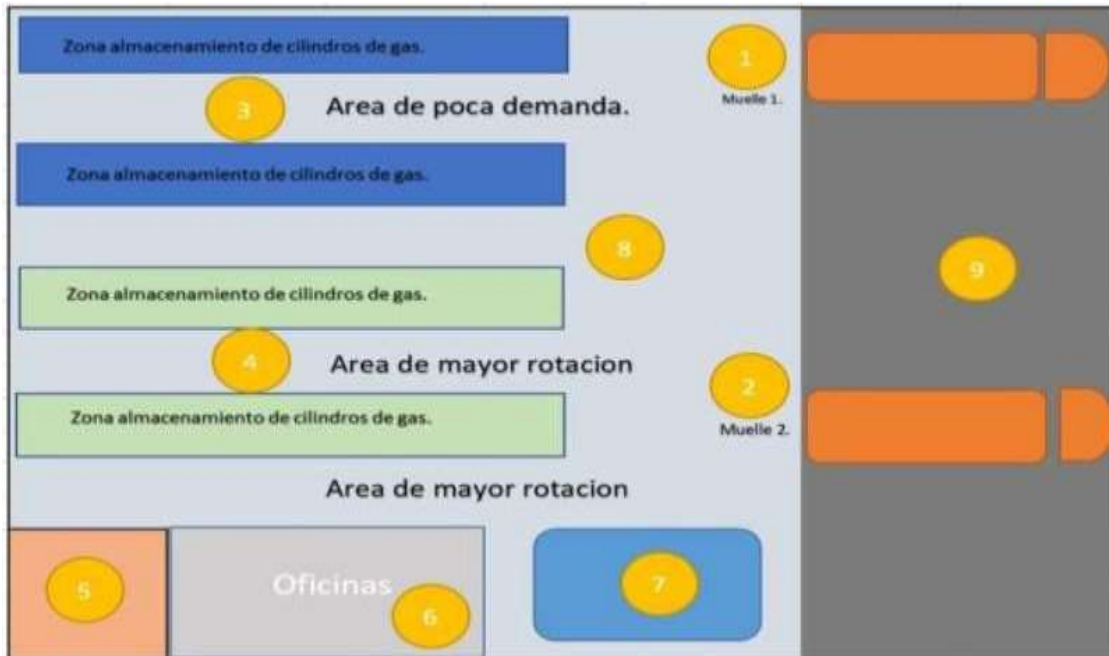 Zona almacenamiento de cilindros de gas.
1
Muelle 1.
3
Area de poca demanda.
Zona almacenamiento de cilindros de gas.
8
9
Zona almacenamiento de cilindros de gas.
4
Area de mayor rotacion
2
Muelle 2.
Zona almacenamiento de cilindros de gas.
Area de mayor rotacion
5
Oficinas
6
7